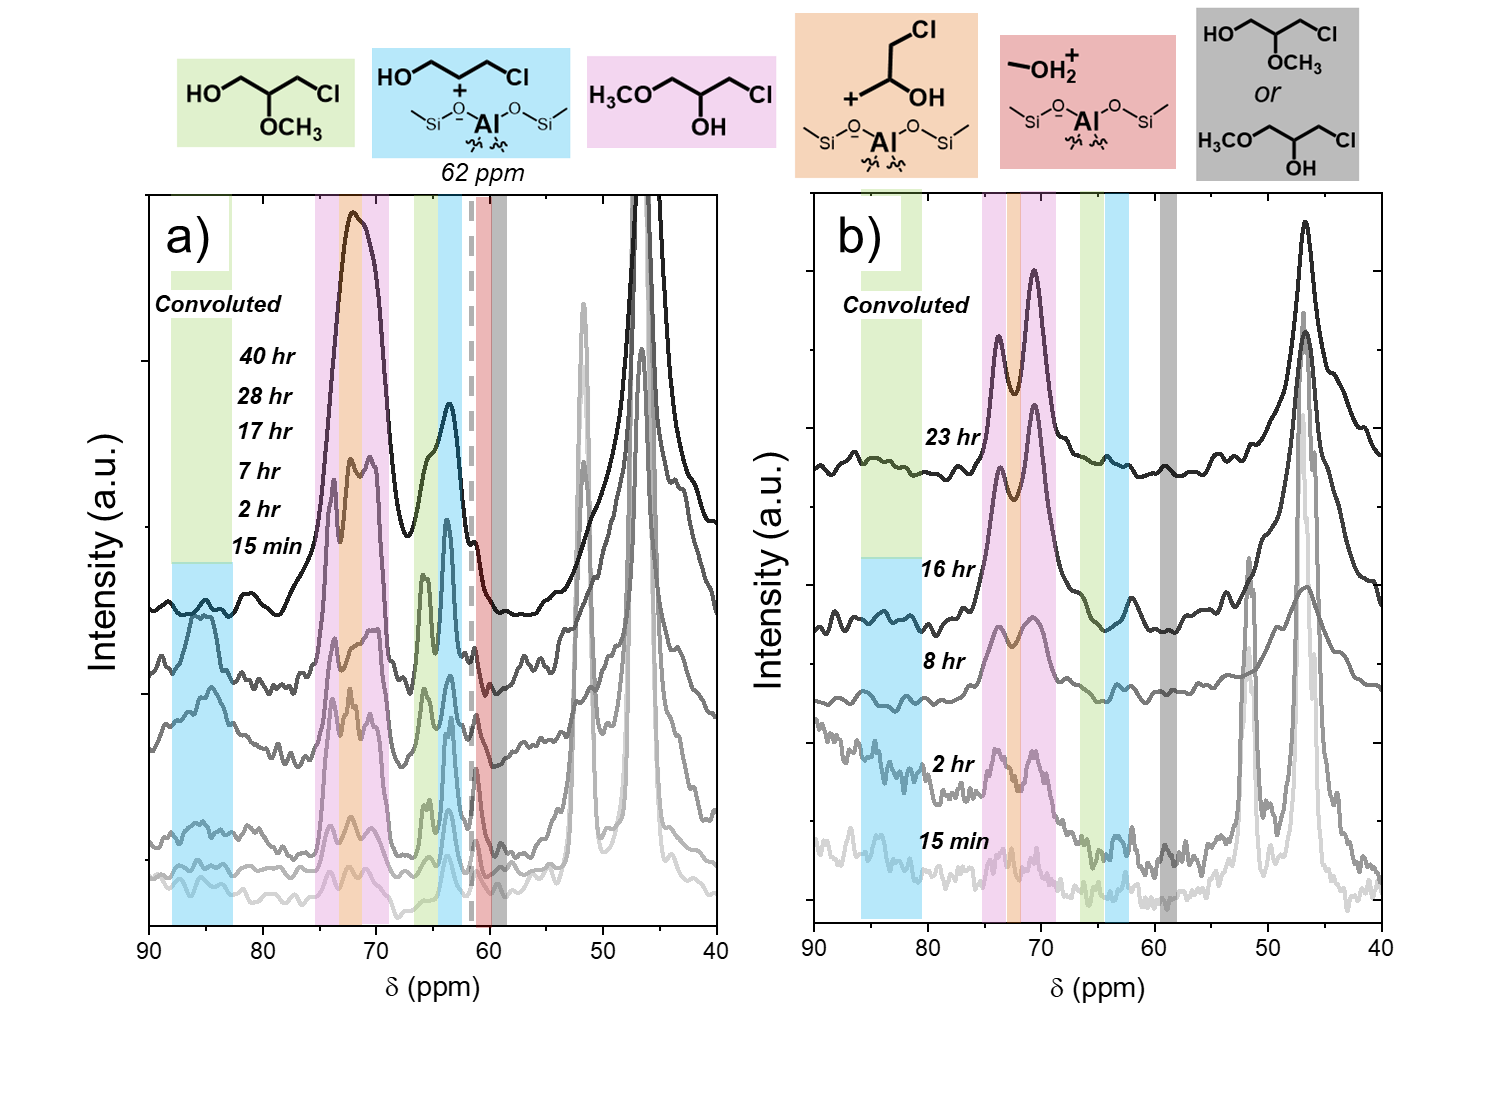 HO
Cl
OCH3
HO
Cl
+
Si
O
−
Al
O
Si
62 ppm
H3CO
Cl
OH
Cl
+
OH
Si
O
−
Al
O
Si
+
OH2
Si
O
−
Al
O
Si
HO
Cl
OCH3
or
H3CO
Cl
OH
a)
Convoluted
40 hr
28 hr
17 hr
7 hr
2 hr
15 min
Intensity (a.u.)
90 80 70 60 50 40
δ (ppm)
b)
Convoluted
23 hr
16 hr
8 hr
2 hr
15 min
Intensity (a.u.)
90 80 70 60 50 40
δ (ppm)